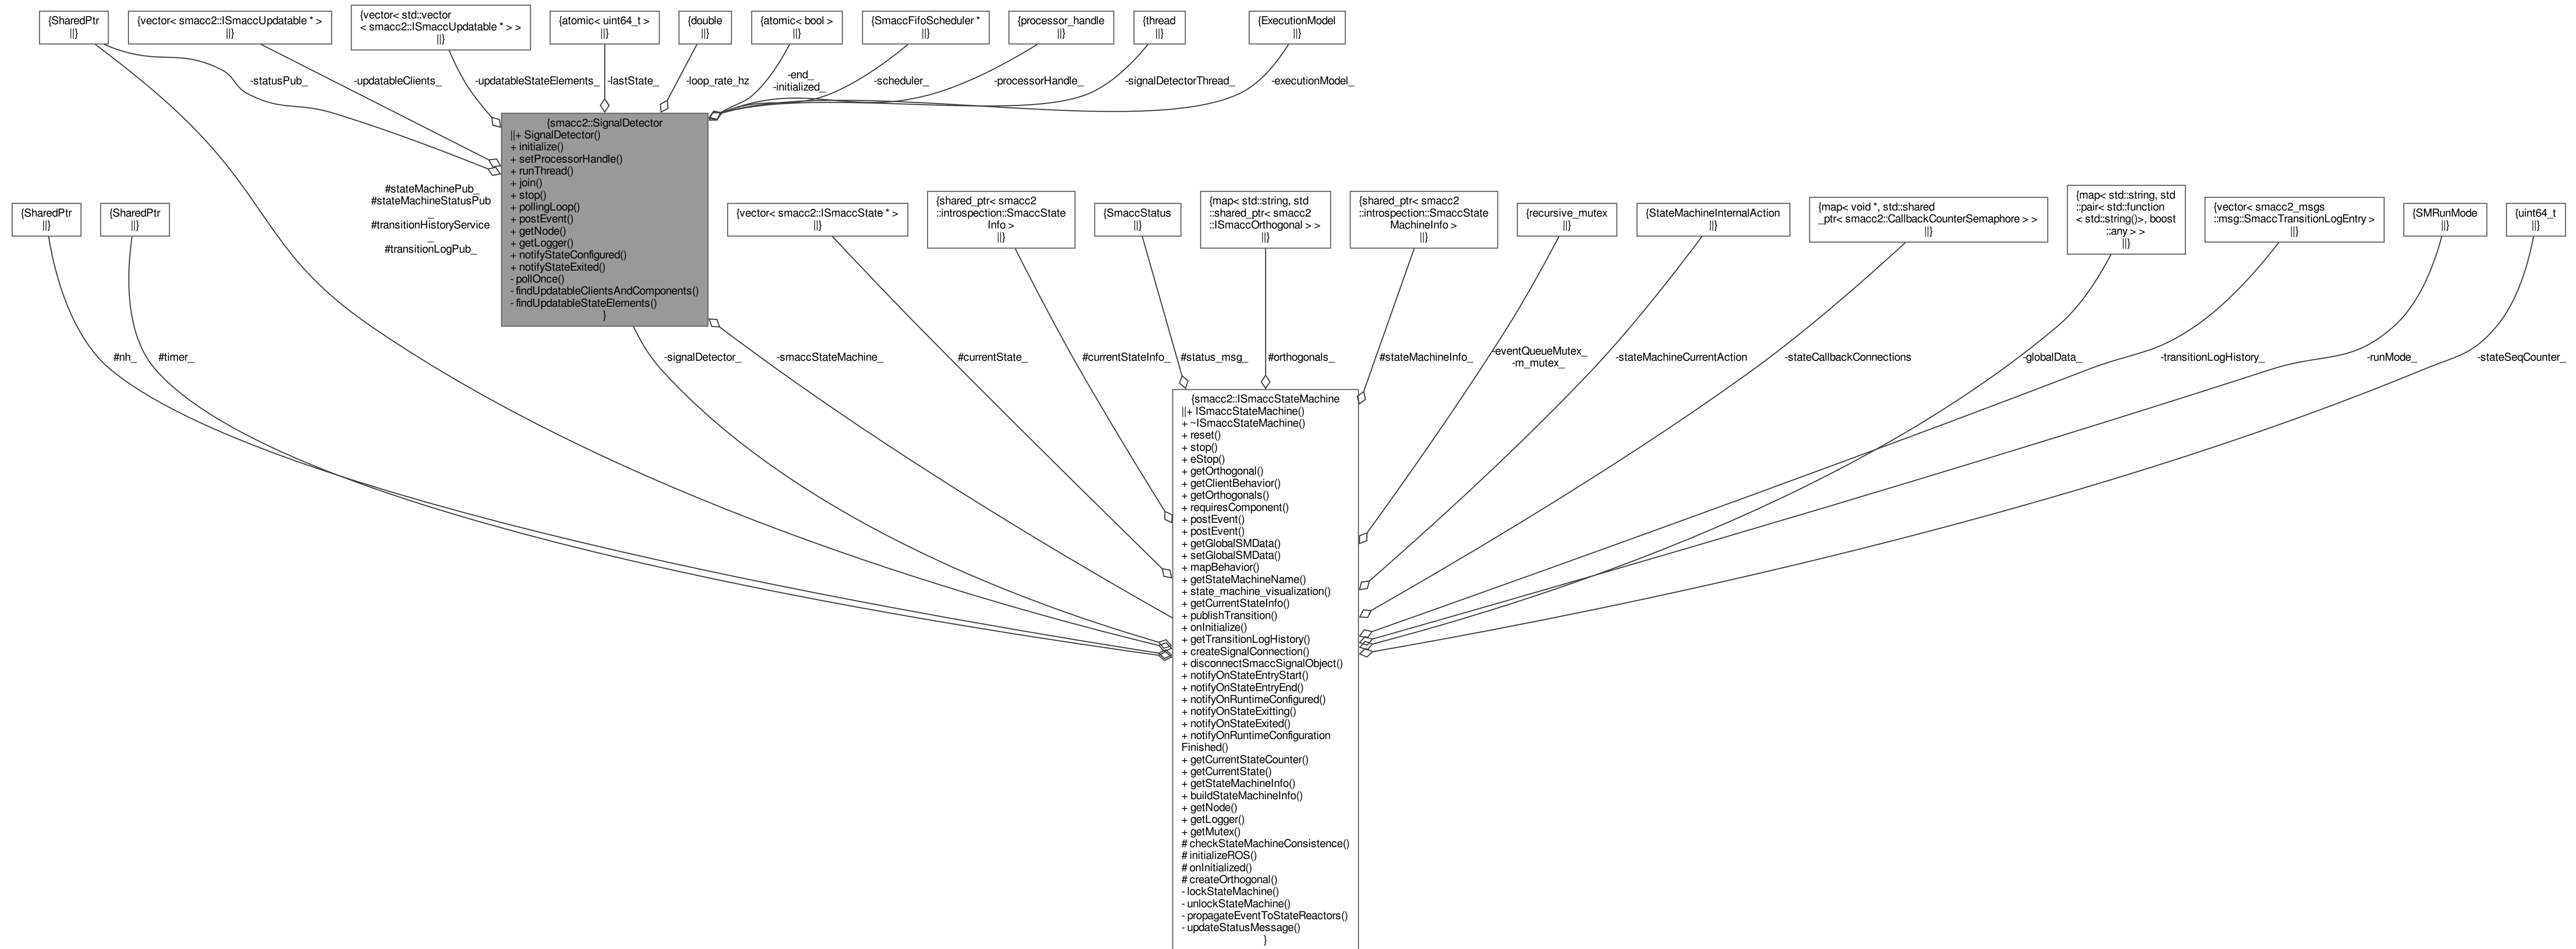 {SharedPtr
||}
{vector< smacc2::ISmaccUpdatable * >
||}
{vector< std::vector
< smacc2::ISmaccUpdatable * > >
||}
{atomic< uint64_t >
||}
{double
||}
{atomic< bool >
||}
{SmaccFifoScheduler *
||}
{processor_handle
||}
{thread
||}
{ExecutionModel
||}
-statusPub_
-updatableClients_
-updatableStateElements_
-lastState_
-loop_rate_hz
-end_
-initialized_
-scheduler_
-processorHandle_
-signalDetectorThread_
-executionModel_
{smacc2::SignalDetector
||+ SignalDetector()
+ initialize()
+ setProcessorHandle()
+ runThread()
+ join()
+ stop()
+ pollingLoop()
+ postEvent()
+ getNode()
+ getLogger()
+ notifyStateConfigured()
+ notifyStateExited()
- pollOnce()
- findUpdatableClientsAndComponents()
- findUpdatableStateElements()
}
#stateMachinePub_
#stateMachineStatusPub
_
#transitionHistoryService
_
#transitionLogPub_
{SharedPtr
||}
{SharedPtr
||}
{vector< smacc2::ISmaccState * >
||}
{shared_ptr< smacc2
::introspection::SmaccState
Info >
||}
{SmaccStatus
||}
{map< std::string, std
::shared_ptr< smacc2
::ISmaccOrthogonal > >
||}
{shared_ptr< smacc2
::introspection::SmaccState
MachineInfo >
||}
{recursive_mutex
||}
{StateMachineInternalAction
||}
{map< void *, std::shared
_ptr< smacc2::CallbackCounterSemaphore > >
||}
{map< std::string, std
::pair< std::function
< std::string()>, boost
::any > >
||}
{vector< smacc2_msgs
::msg::SmaccTransitionLogEntry >
||}
{SMRunMode
||}
{uint64_t
||}
#nh_
#timer_
-signalDetector_
-smaccStateMachine_
#currentState_
#currentStateInfo_
#status_msg_
#orthogonals_
#stateMachineInfo_
-eventQueueMutex_
-m_mutex_
-stateMachineCurrentAction
-stateCallbackConnections
-globalData_
-transitionLogHistory_
-runMode_
-stateSeqCounter_
{smacc2::ISmaccStateMachine
||+ ISmaccStateMachine()
+ ~ISmaccStateMachine()
+ reset()
+ stop()
+ eStop()
+ getOrthogonal()
+ getClientBehavior()
+ getOrthogonals()
+ requiresComponent()
+ postEvent()
+ postEvent()
+ getGlobalSMData()
+ setGlobalSMData()
+ mapBehavior()
+ getStateMachineName()
+ state_machine_visualization()
+ getCurrentStateInfo()
+ publishTransition()
+ onInitialize()
+ getTransitionLogHistory()
+ createSignalConnection()
+ disconnectSmaccSignalObject()
+ notifyOnStateEntryStart()
+ notifyOnStateEntryEnd()
+ notifyOnRuntimeConfigured()
+ notifyOnStateExitting()
+ notifyOnStateExited()
+ notifyOnRuntimeConfiguration
Finished()
+ getCurrentStateCounter()
+ getCurrentState()
+ getStateMachineInfo()
+ buildStateMachineInfo()
+ getNode()
+ getLogger()
+ getMutex()
# checkStateMachineConsistence()
# initializeROS()
# onInitialized()
# createOrthogonal()
- lockStateMachine()
- unlockStateMachine()
- propagateEventToStateReactors()
- updateStatusMessage()
}